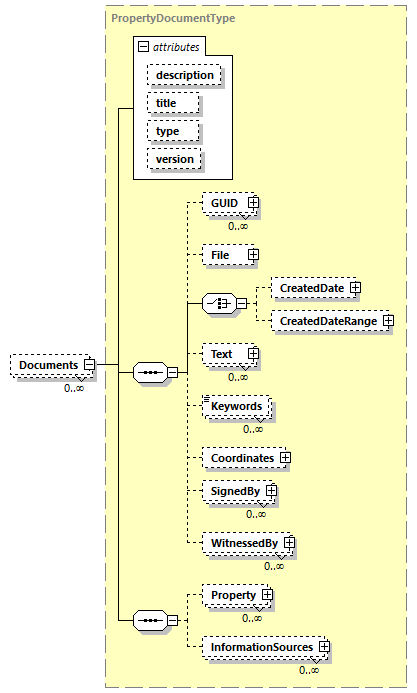 PropertyDocumentType
attributes
description
title
type
version
GUID
0..∞
File
CreatedDate
CreatedDateRange
Text
0..∞
Documents
0..∞
Keywords
0..∞
Coordinates
SignedBy
0..∞
WitnessedBy
0..∞
Property
0..∞
InformationSources
0..∞